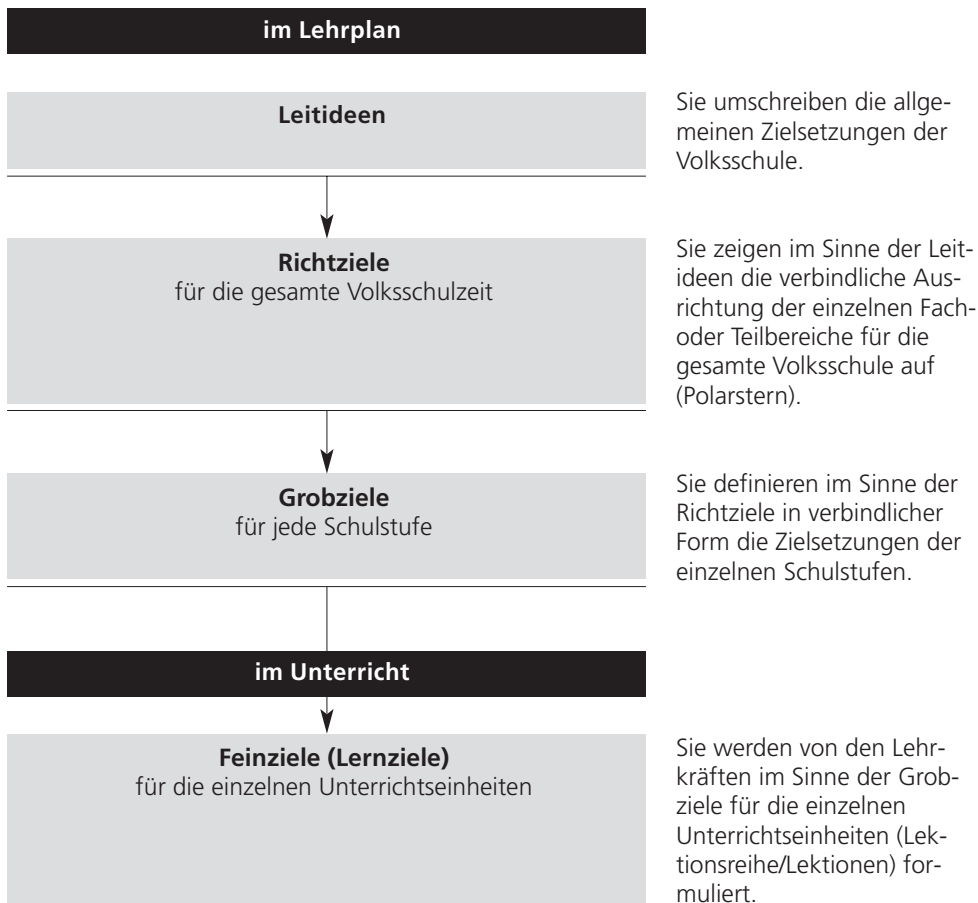 im Lehrplan
Leitideen
Sie umschreiben die allge-
meinen Zielsetzungen der
Volksschule.
Richtziele
für die gesamte Volksschulzeit
Sie zeigen im Sinne der Leit-
ideen die verbindliche Aus-
richtung der einzelnen Fach-
oder Teilbereiche für die
gesamte Volksschule auf
(Polarstern).
Grobziele
für jede Schulstufe
Sie definieren im Sinne der
Richtziele in verbindlicher
Form die Zielsetzungen der
einzelnen Schulstufen.
im Unterricht
Feinziele (Lernziele)
für die einzelnen Unterrichtseinheiten
Sie werden von den Lehr-
kräften im Sinne der Grob-
ziele für die einzelnen
Unterrichtseinheiten (Lek-
tionsreihe/Lektionen) for-
muliert.